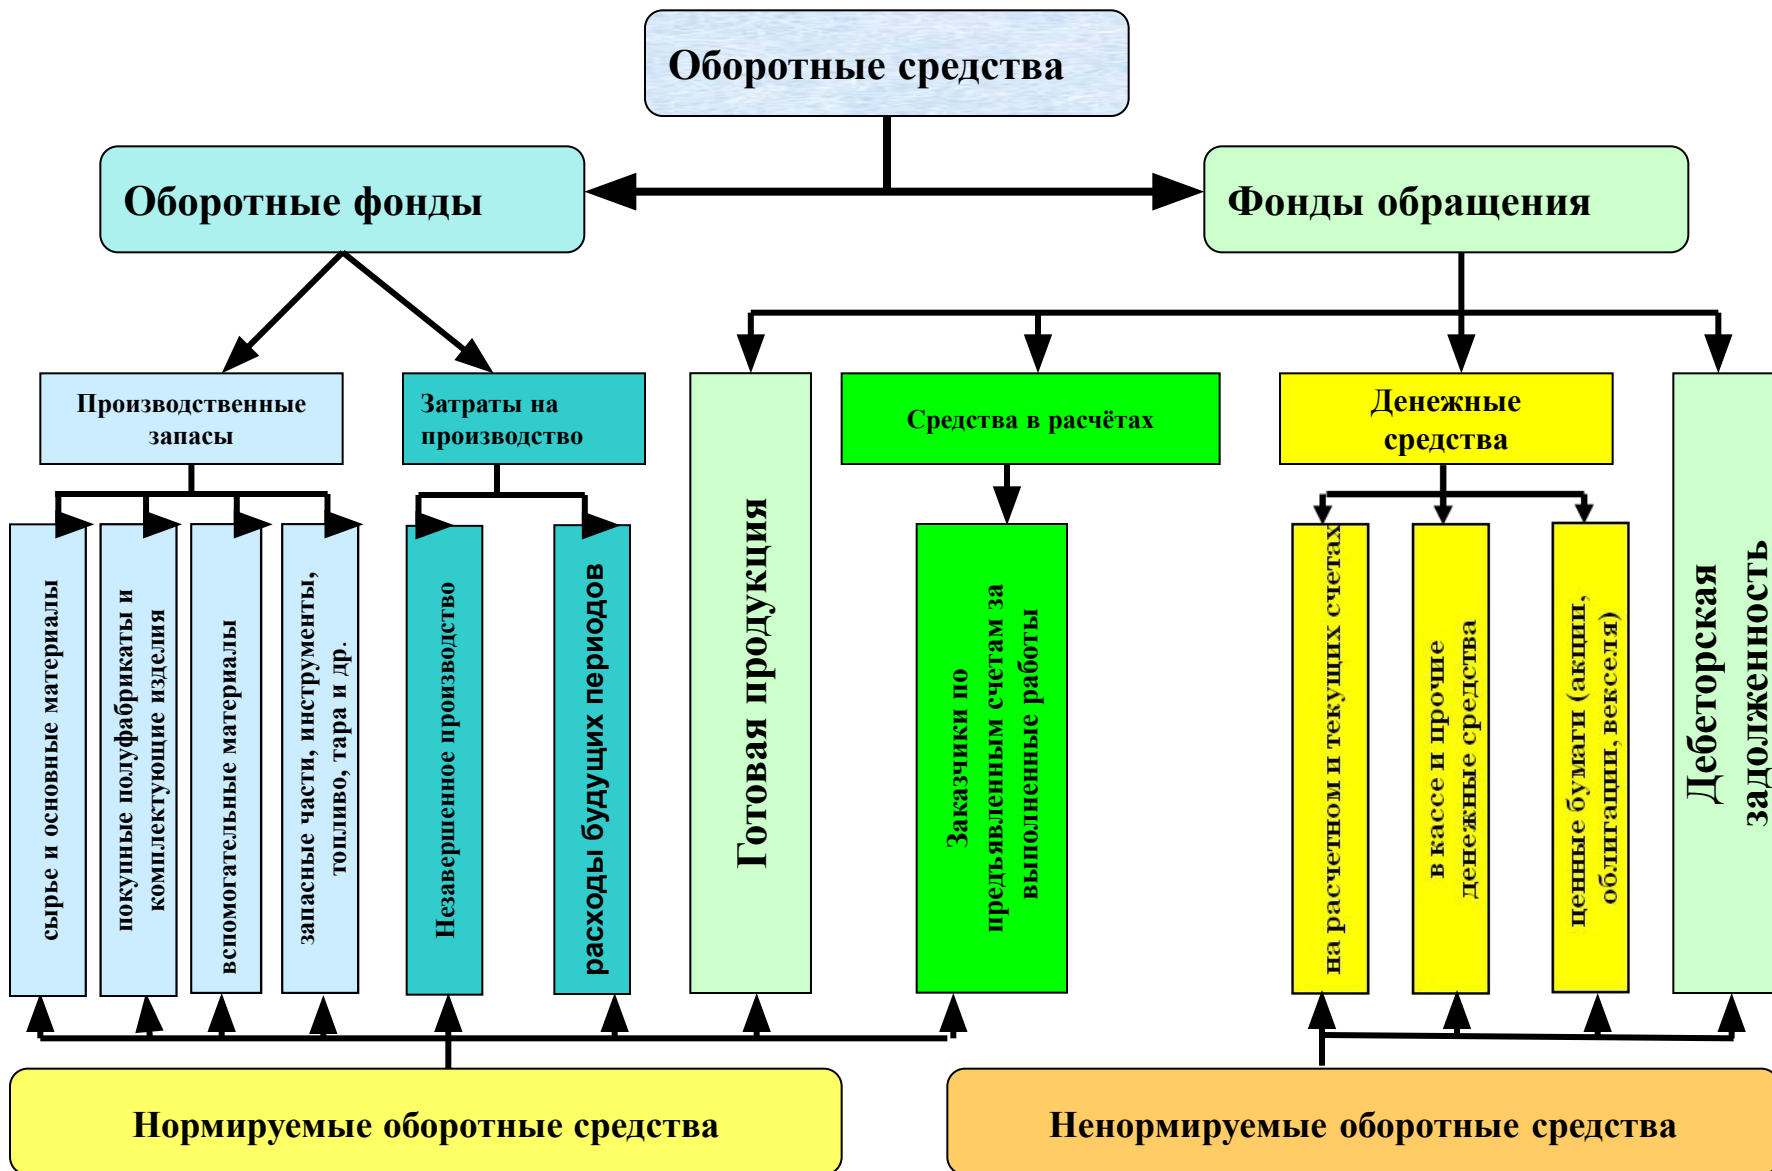 Оборотные средства
Оборотные фонды
Фонды обращения
Производственные
запасы
Затраты на
производство
Средства в расчётах
Денежные
средства
сырье и основные материалы
покупные полуфабрикаты и
комплектующие изделия
вспомогательные материалы
запасные части, инструменты,
топливо, тара и др.
Незавершенное производство
расходы будущих периодов
Готовая продукция
Заказчики по
предъявленным счетам за
выполненные работы
на расчетном и текущих счетах
в кассе и прочие
денежные средства
ценные бумаги (акции,
облигации, векселя)
Дебеторская
задолженность
Нормируемые оборотные средства
Ненормируемые оборотные средства